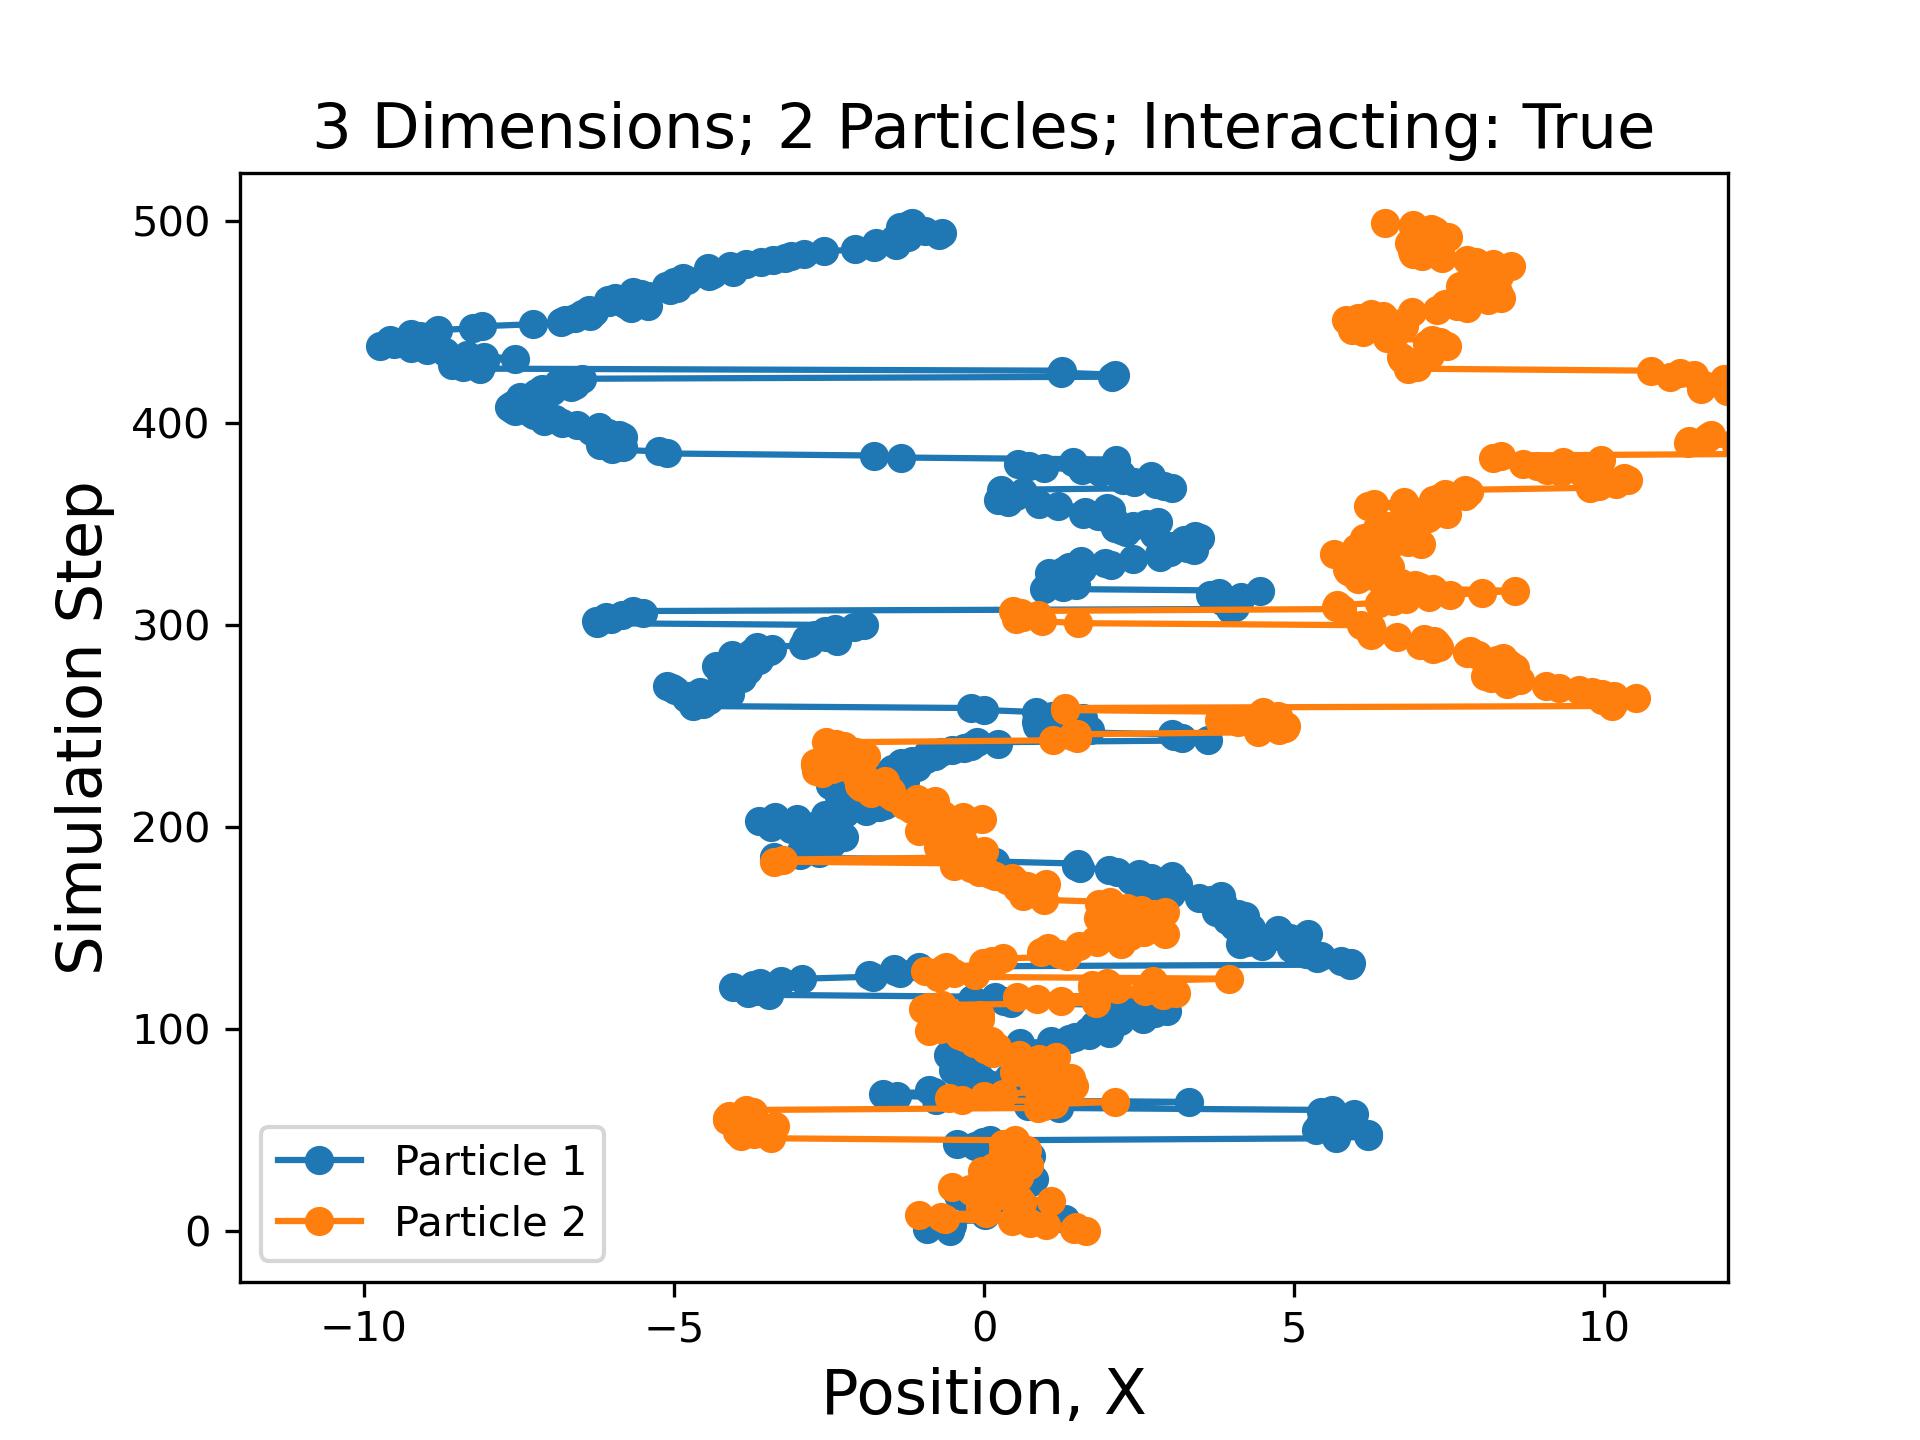 3 Dimensions; 2 Particles; Interacting: True
500
400
300
200
100
0
Simulation Step
Particle 1
Particle 2
−10
−5
0
5
10
Position, X